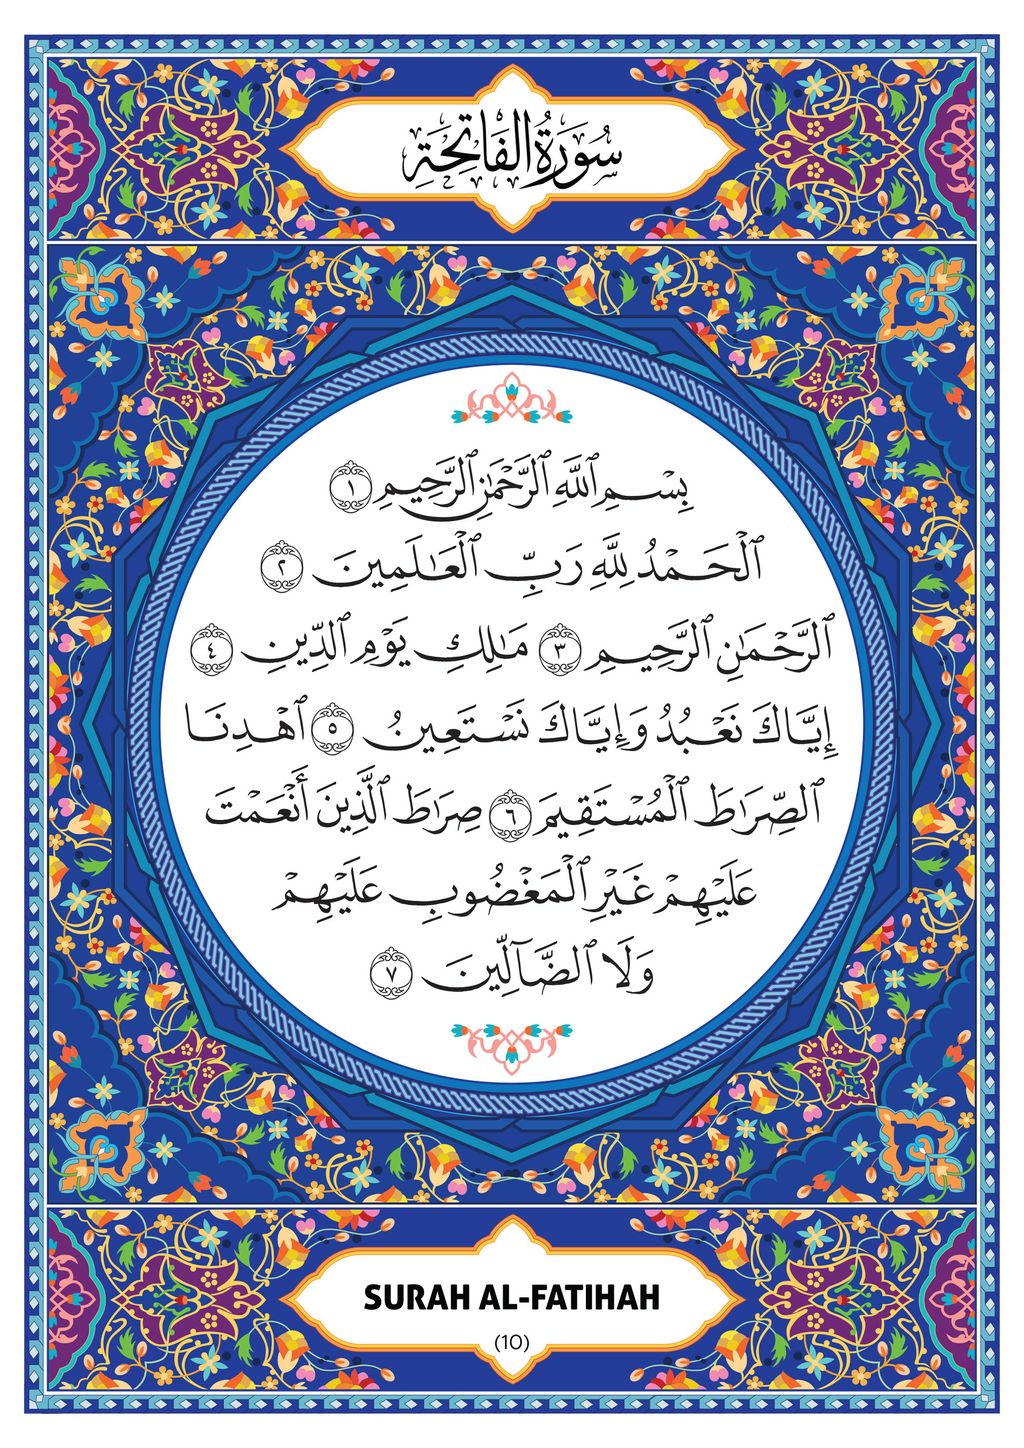 سُورَةُ الفَاتِحَةِ
بِسْمِ ٱللَّهِ ٱلرَّحْمَٰنِ ٱلرَّحِيمِ ١
ٱلْحَمْدُ لِلَّهِ رَبِّ ٱلْعَٰلَمِينَ ٢
ٱلرَّحْمَٰنِ ٱلرَّحِيمِ ٣ مَٰلِكِ يَوْمِ ٱلدِّينِ ٤
إِيَّاكَ نَعْبُدُ وَإِيَّاكَ نَسْتَعِينُ ٥ ٱهْدِنَا
ٱلصِّرَٰطَ ٱلْمُسْتَقِيمَ ٦ صِرَٰطَ ٱلَّذِينَ أَنْعَمْتَ
عَلَيْهِمْ غَيْرِ ٱلْمَغْضُوبِ عَلَيْهِمْ
وَلَا ٱلضَّآلِّينَ ٧
SURAH AL-FATIHAH
(10)